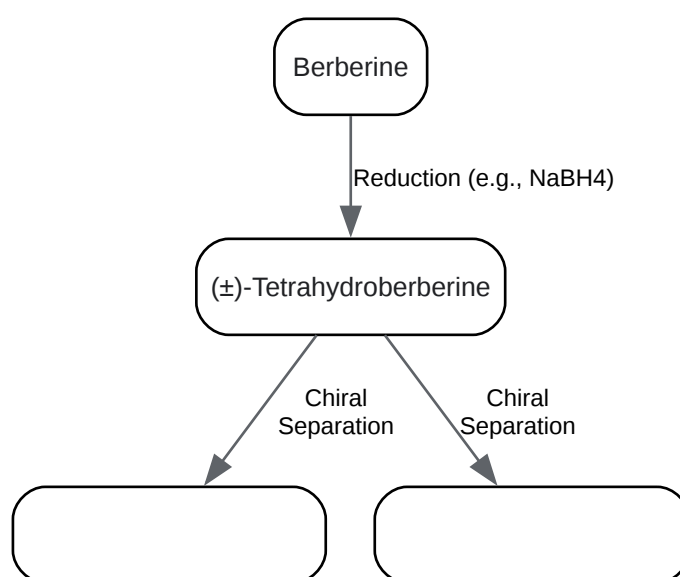 Berberine
Reduction (e.g., NaBH4)
(±)-Tetrahydroberberine
Chiral
Separation
Chiral
Separation